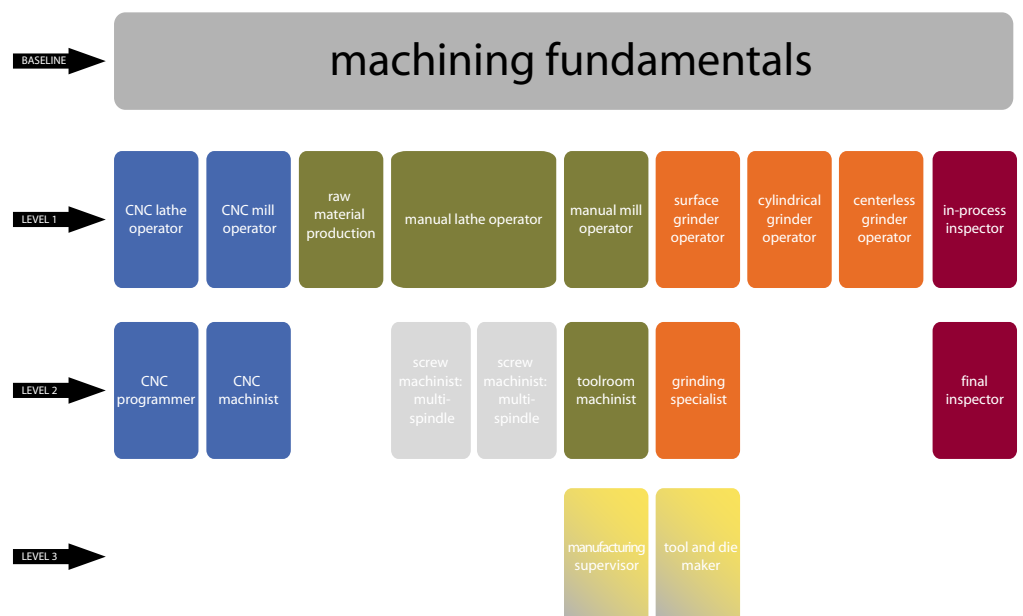 BASELINE
machining fundamentals
LEVEL 1
CNC lathe
operator
CNC mill
operator
raw
material
production
manual lathe operator
manual mill
operator
surface
grinder
operator
cylindrical
grinder
operator
centerless
grinder
operator
in-process
inspector
LEVEL 2
CNC
programmer
CNC
machinist
screw
machinist:
multi-
spindle
screw
machinist:
multi-
spindle
toolroom
machinist
grinding
specialist
final
inspector
LEVEL 3
manufacturing
supervisor
tool and die
maker